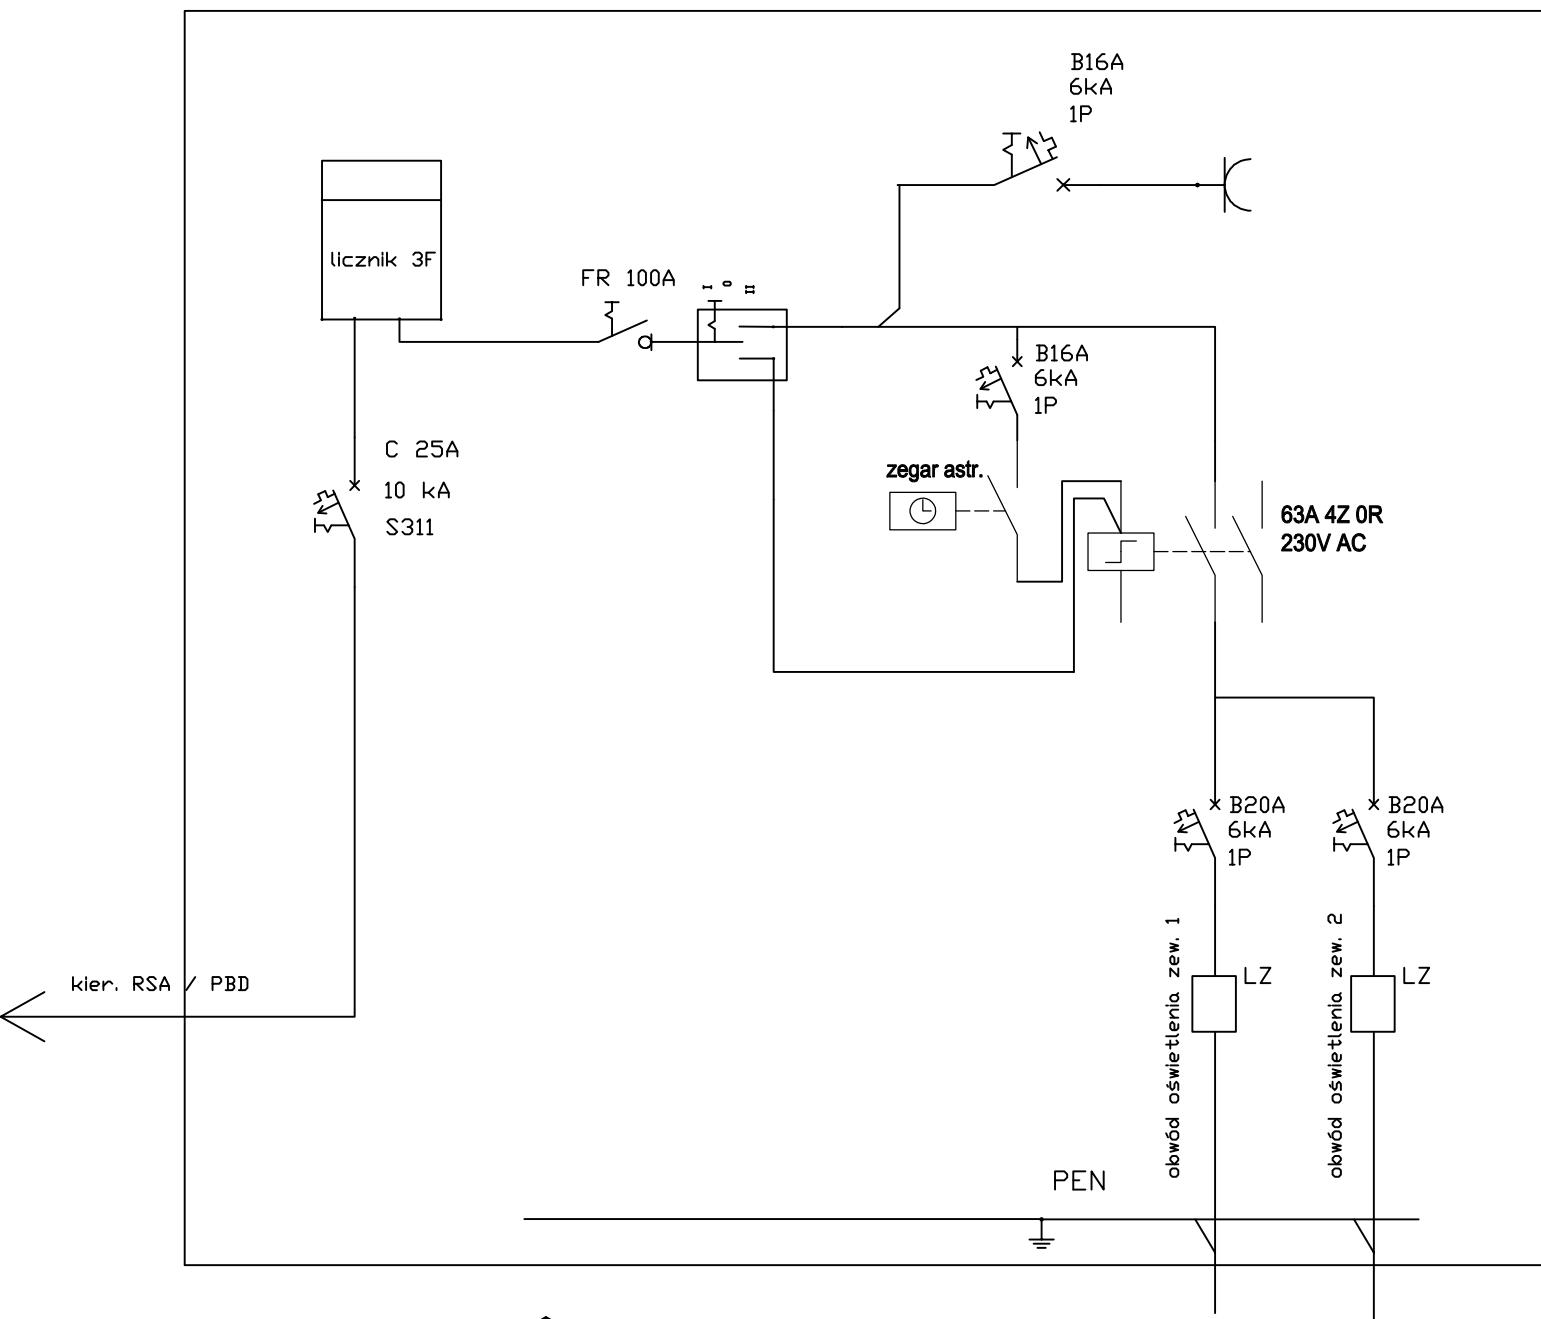 B16A
6kA
1P
licznik 3F
FR 100A
I 0 II
B16A
6kA
1P
C 25A
10 kA
S311
zegar astr.
63A 4Z 0R
230V AC
B20A
6kA
1P
B20A
6kA
1P
obwód oświetlenia zew. 1
LZ
obwód oświetlenia zew. 2
LZ
kier. RSA / PBD
PEN